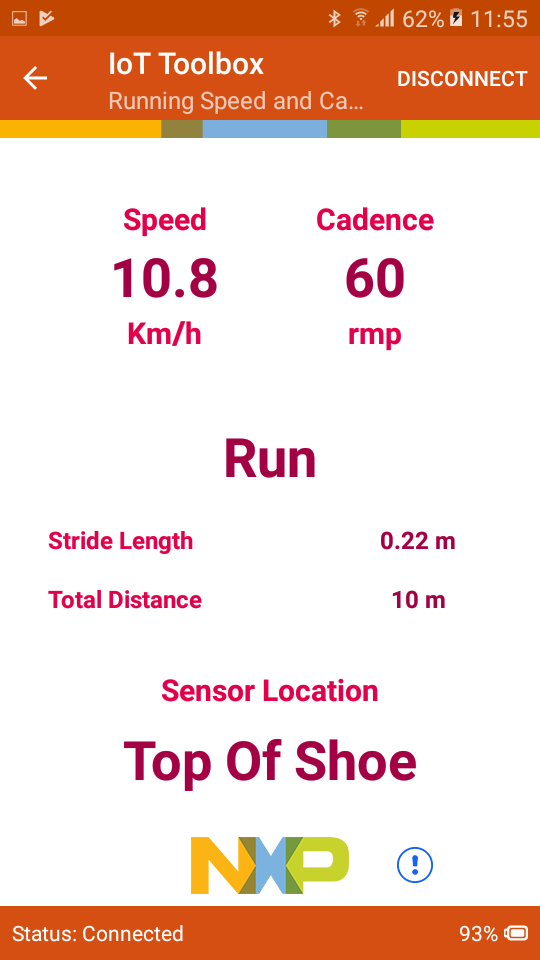 62% 11:55
IoT Toolbox
Running Speed and Ca...
DISCONNECT
Speed Cadence
10.8 60
Km/h rmp
Run
Stride Length 0.22 m
Total Distance 10 m
Sensor Location
Top Of Shoe
NXP
Status: Connected 93%